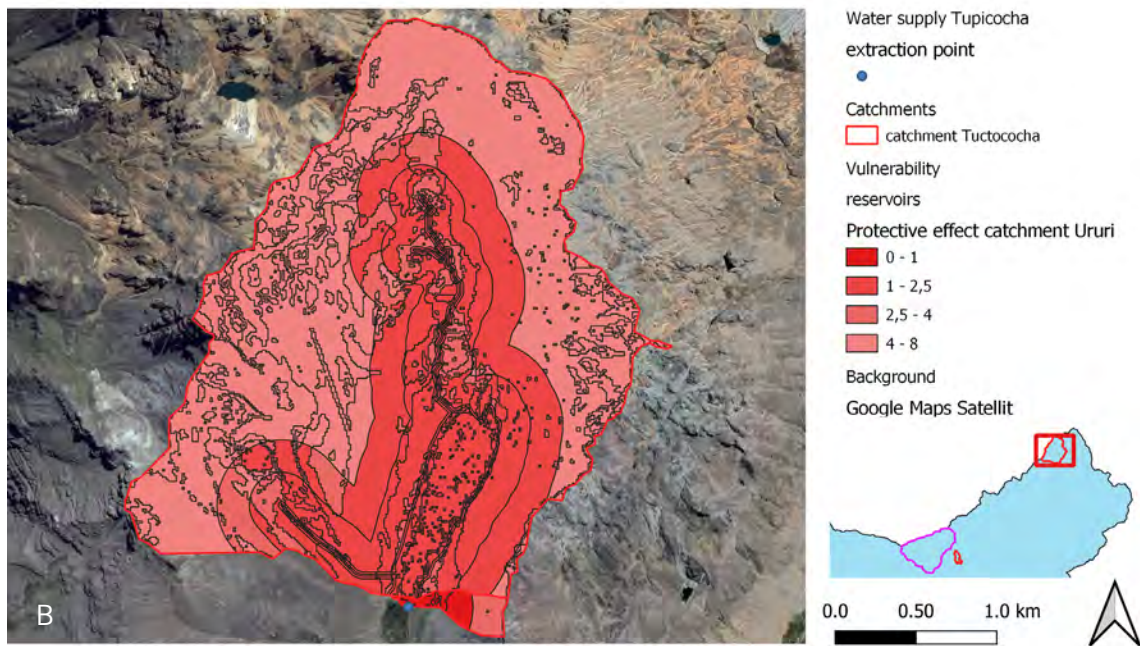 Water supply Tupicocha
extraction point
Catchments
catchment Tuctococha
Vulnerability
reservoirs
Protective effect catchment Ururi
0 - 1
1 - 2,5
2,5 - 4
4 - 8
Background
Google Maps Satellit
0.0 0.50 1.0 km
B